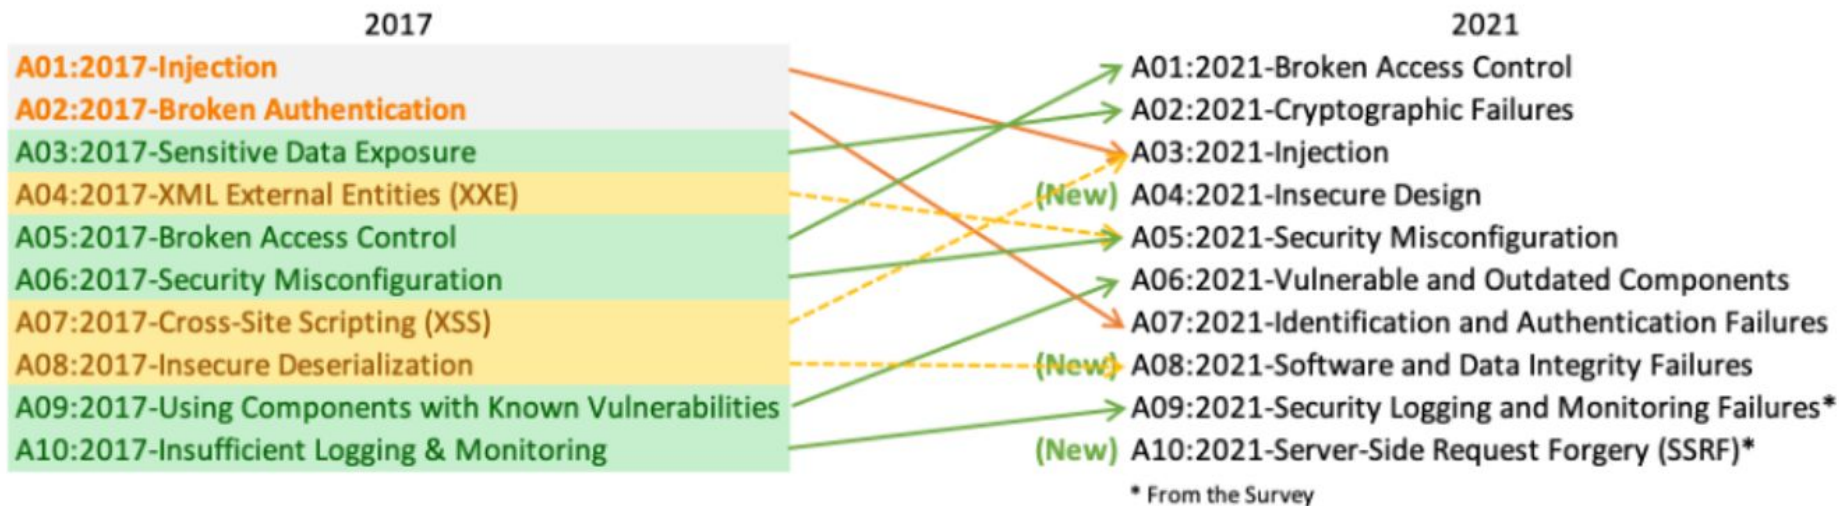 2017
A01:2017-Injection
A02:2017-Broken Authentication
A03:2017-Sensitive Data Exposure
A04:2017-XML External Entities (XXE)
A05:2017-Broken Access Control
A06:2017-Security Misconfiguration
A07:2017-Cross-Site Scripting (XSS)
A08:2017-Insecure Deserialization
A09:2017-Using Components with Known Vulnerabilities
A10:2017-Insufficient Logging & Monitoring
2021
A01:2021-Broken Access Control
A02:2021-Cryptographic Failures
A03:2021-Injection
(New) A04:2021-Insecure Design
A05:2021-Security Misconfiguration
A06:2021-Vulnerable and Outdated Components
A07:2021-Identification and Authentication Failures
(New) A08:2021-Software and Data Integrity Failures
A09:2021-Security Logging and Monitoring Failures*
(New) A10:2021-Server-Side Request Forgery (SSRF)*
* From the Survey